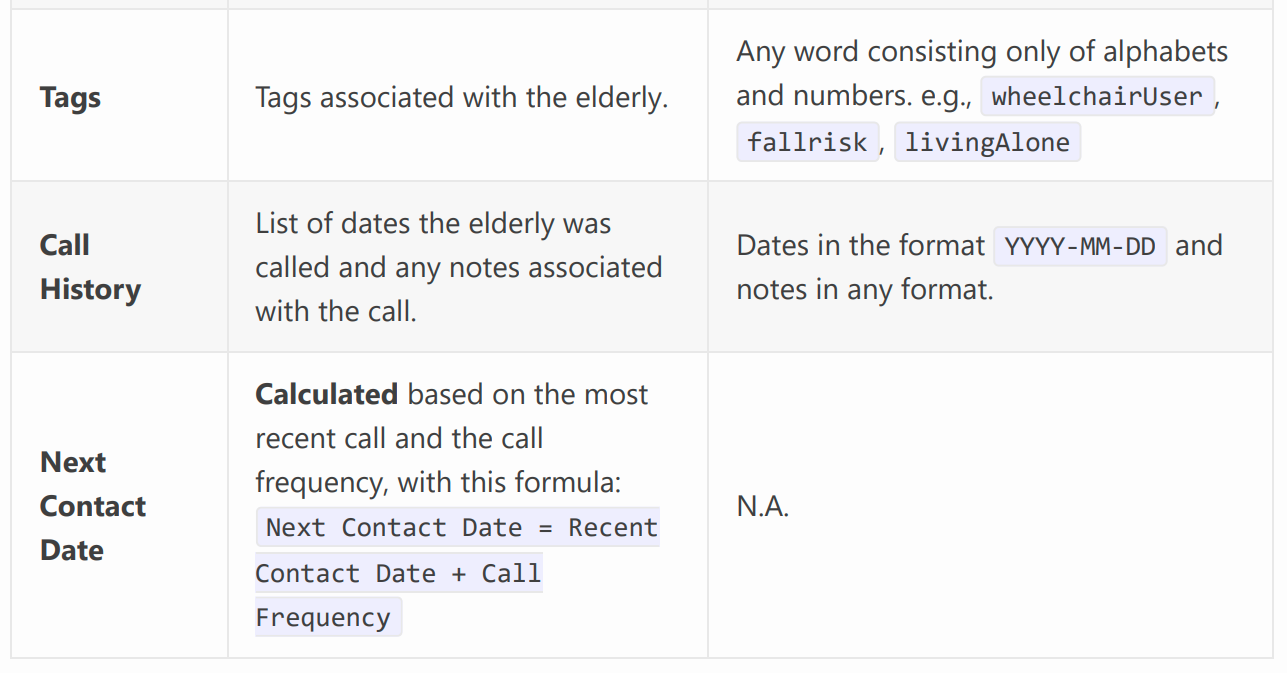 Tags
Tags associated with the elderly.
Any word consisting only of alphabets
and numbers. e.g., wheelchairUser ,
fallrisk , livingAlone
Call
History
List of dates the elderly was
called and any notes associated
with the call.
Dates in the format YYYY-MM-DD and
notes in any format.
Next
Contact
Date
Calculated based on the most
recent call and the call
frequency, with this formula:
Next Contact Date = Recent
Contact Date + Call
Frequency
N.A.